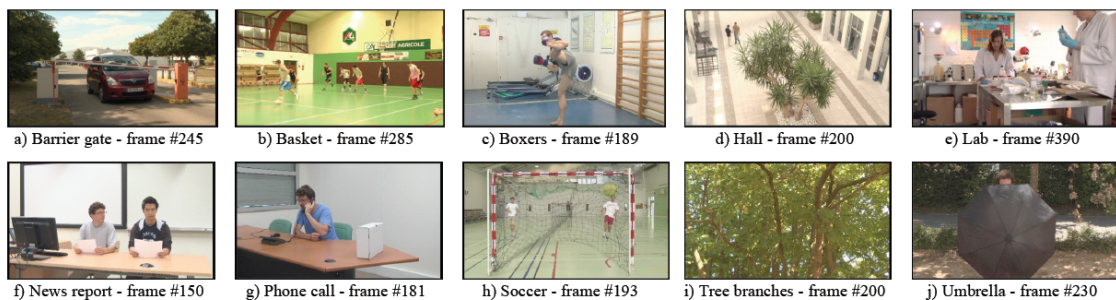 AGRICOLE
a) Barrier gate - frame #245
b) Basket - frame #285
c) Boxers - frame #189
d) Hall - frame #200
e) Lab - frame #390
f) News report - frame #150
g) Phone call - frame #181
h) Soccer - frame #193
i) Tree branches - frame #200
j) Umbrella - frame #230